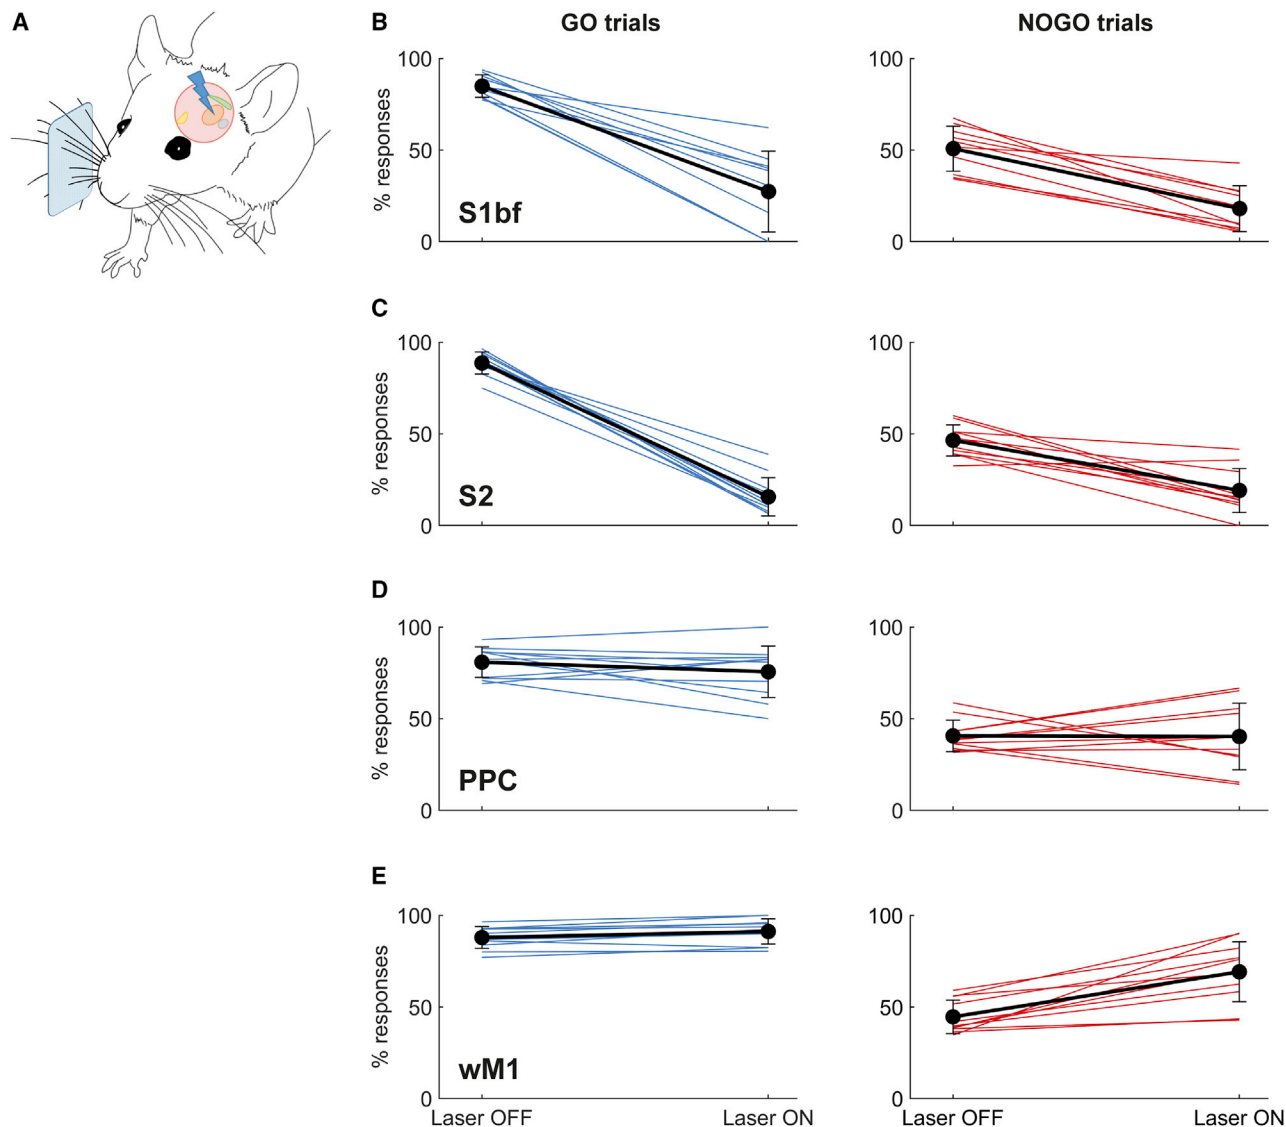 A
B
GO trials
NOGO trials
100
50
0
% responses
S1bf
100
50
0
C
100
50
0
% responses
S2
100
50
0
D
100
50
0
% responses
PPC
100
50
0
E
100
50
0
% responses
wM1
Laser OFF
Laser ON
100
50
0
Laser OFF
Laser ON